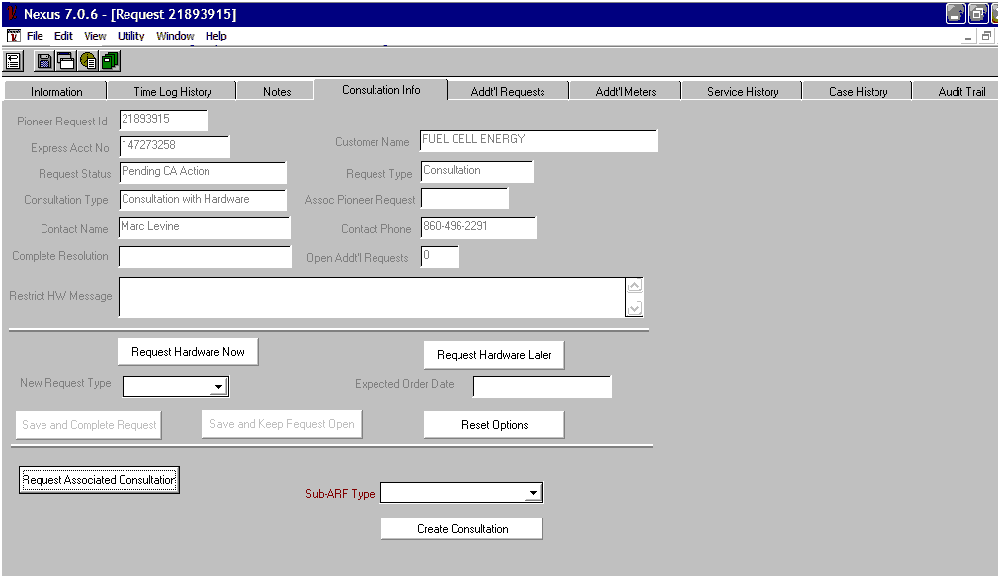 Nexus 7.0.6 - [Request 21893915]
File Edit View Utility Window Help
Information Time Log History Notes Consultation Info Addt'l Requests Addt'l Meters Service History Case History Audit Trail
Pioneer Request Id 21893915
Express Acct No 147273258 Customer Name FUEL CELL ENERGY
Request Status Pending CA Action Request Type Consultation
Consultation Type Consultation with Hardware Assoc Pioneer Request
Contact Name Marc Levine Contact Phone 860-496-2291
Complete Resolution Open Addt'l Requests 0
Restrict HW Message
Request Hardware Now Request Hardware Later
New Request Type Expected Order Date
Save and Complete Request Save and Keep Request Open Reset Options
Request Associated Consultation
Sub-ARF Type
Create Consultation